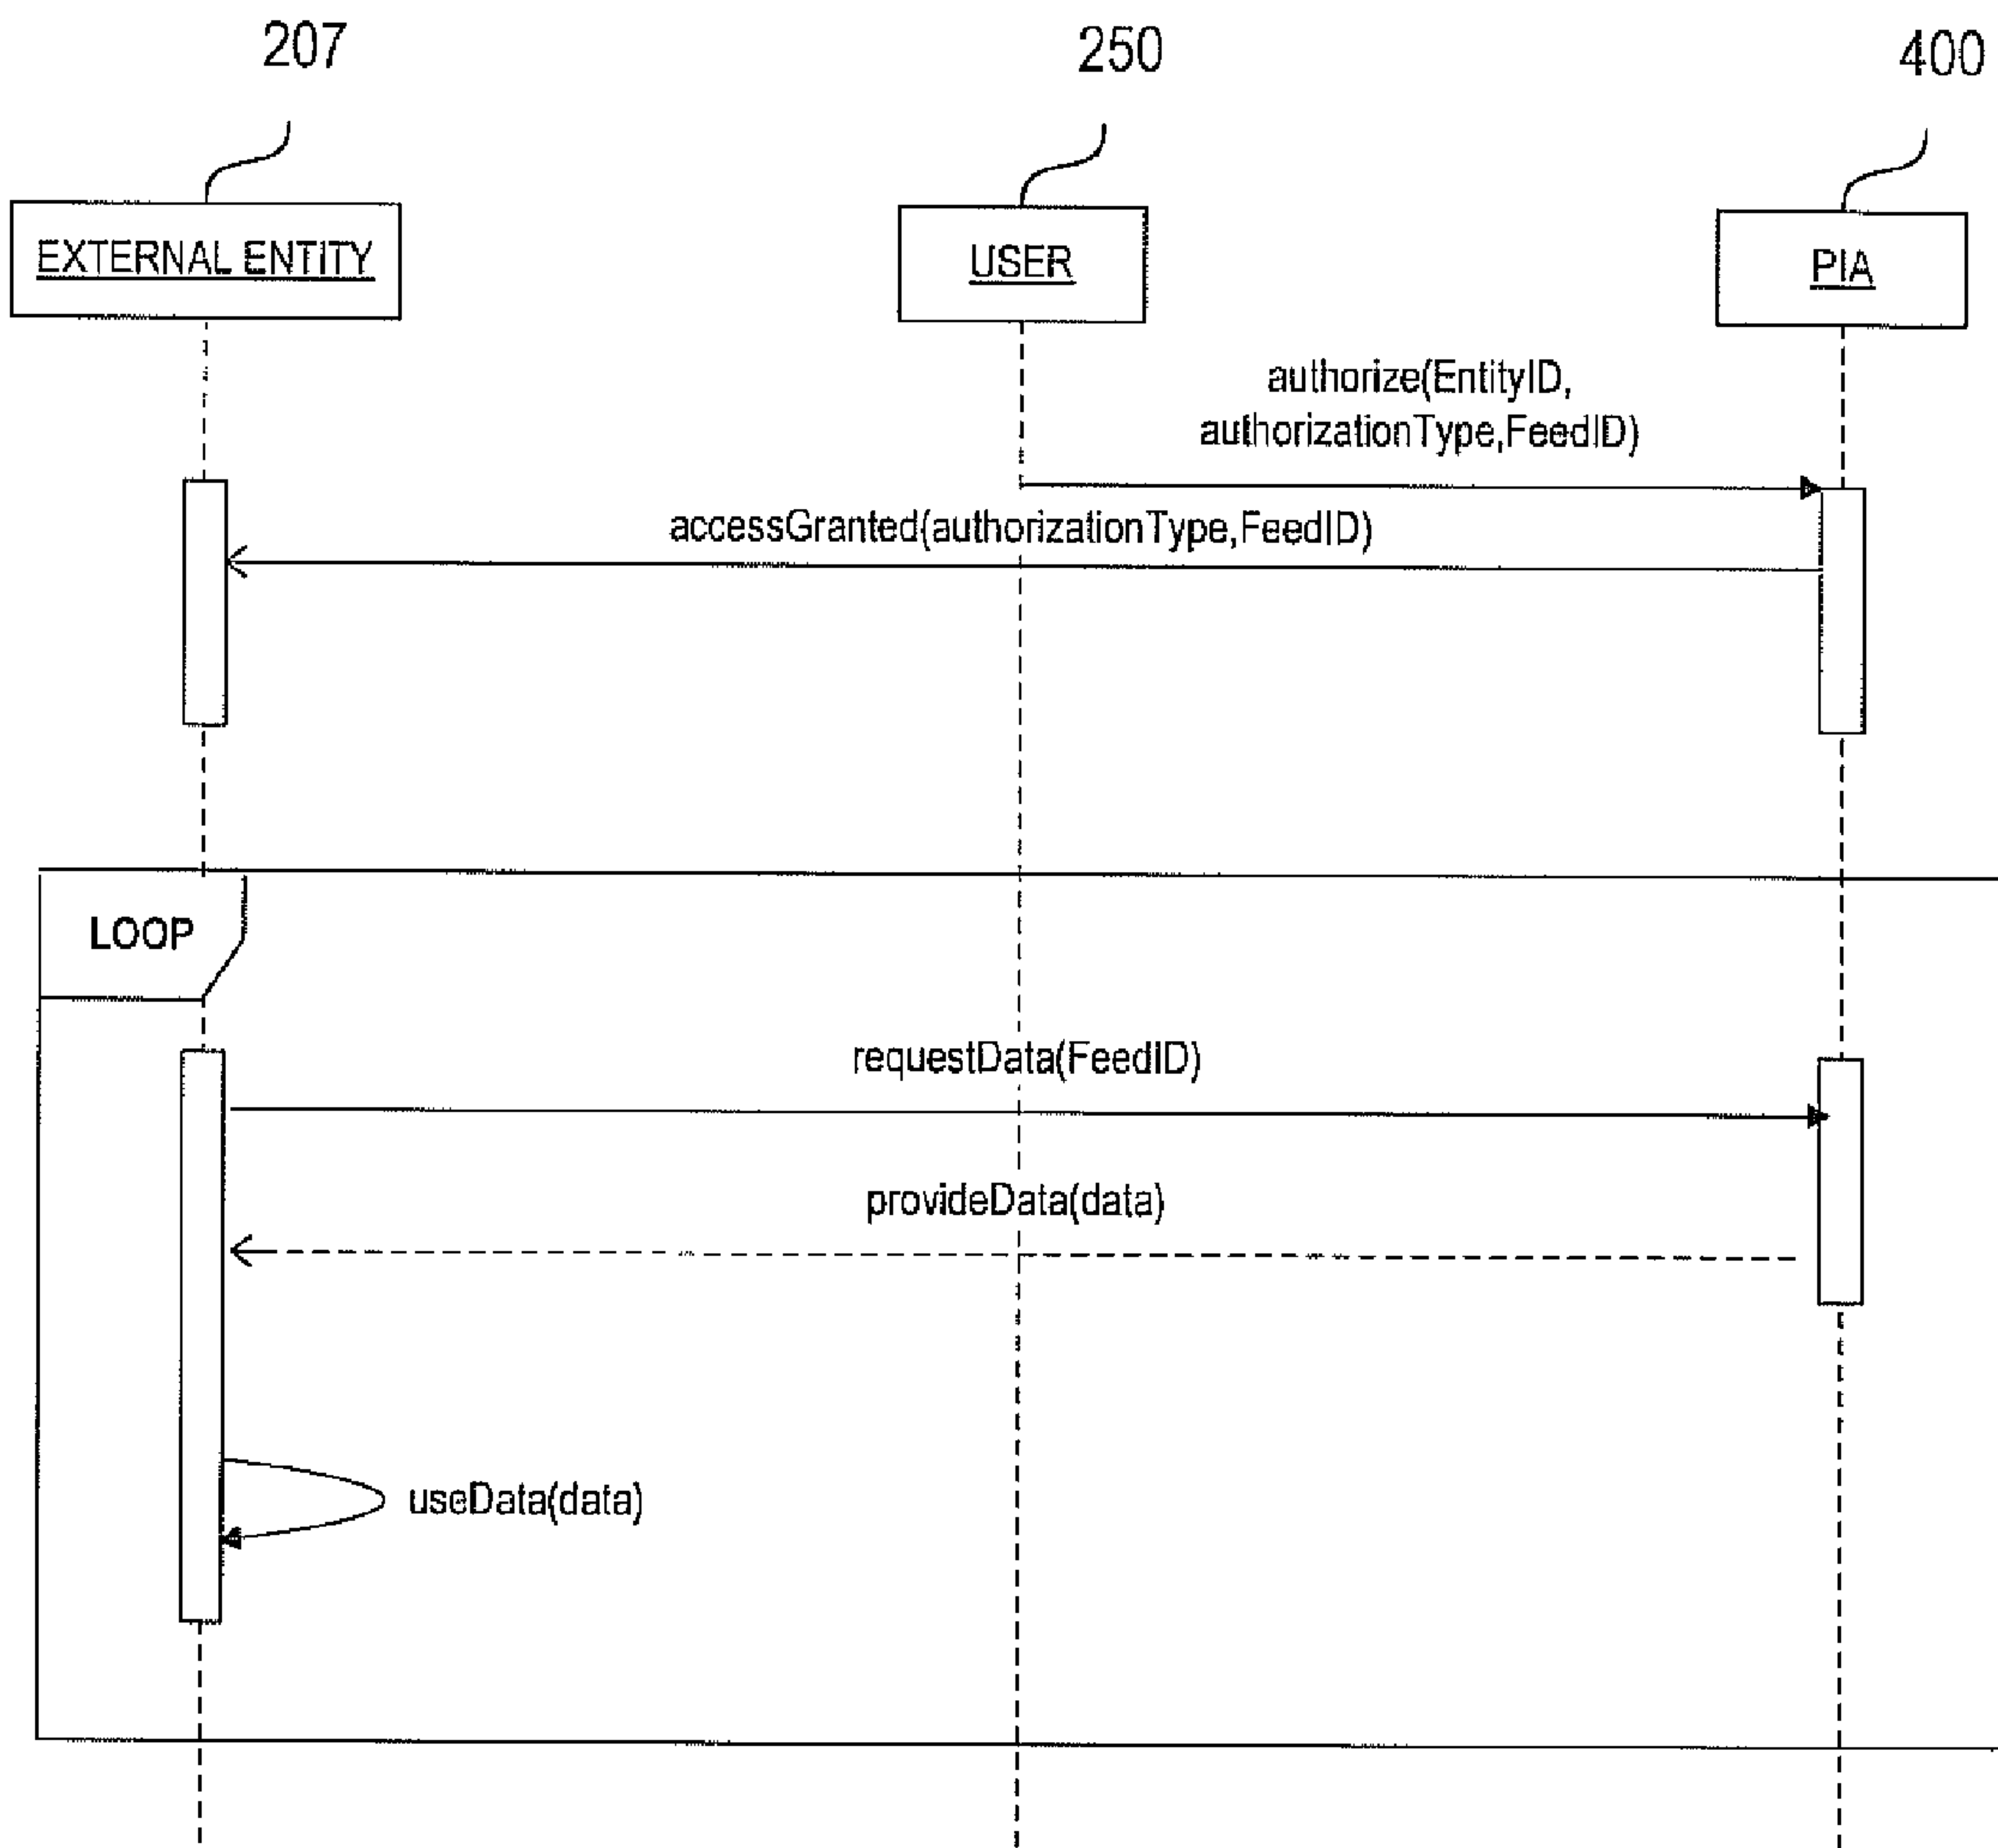 207
250
400
EXTERNAL ENTITY
USER
PIA
authorize(EntityID,
authorizationType,FeedID)
accessGranted(authorizationType,FeedID)
LOOP
requestData(FeedID)
provideData(data)
useData(data)